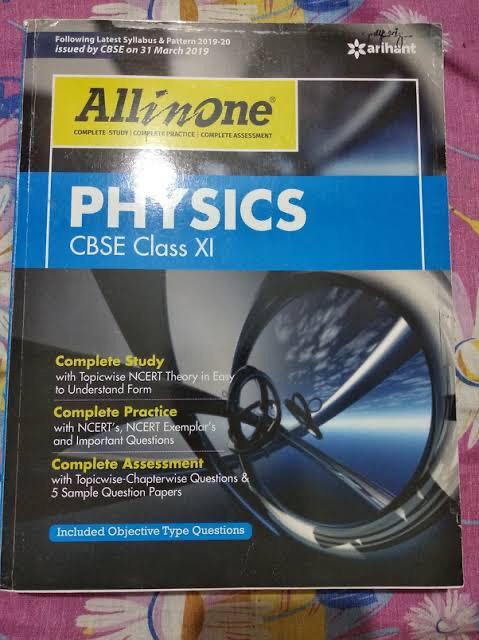 Following Latest Syllabus & Pattern 2019-20
issued by CBSE on 31 March 2019
arihant
Allinone®
COMPLETE STUDY | COMPLETE PRACTICE | COMPLETE ASSESSMENT
PHYSICS
CBSE Class XI
Complete Study
with Topicwise NCERT Theory in Easy
to Understand Form
Complete Practice
with NCERT's, NCERT Exemplar's
and Important Questions
Complete Assessment
with Topicwise-Chapterwise Questions &
5 Sample Question Papers
Included Objective Type Questions